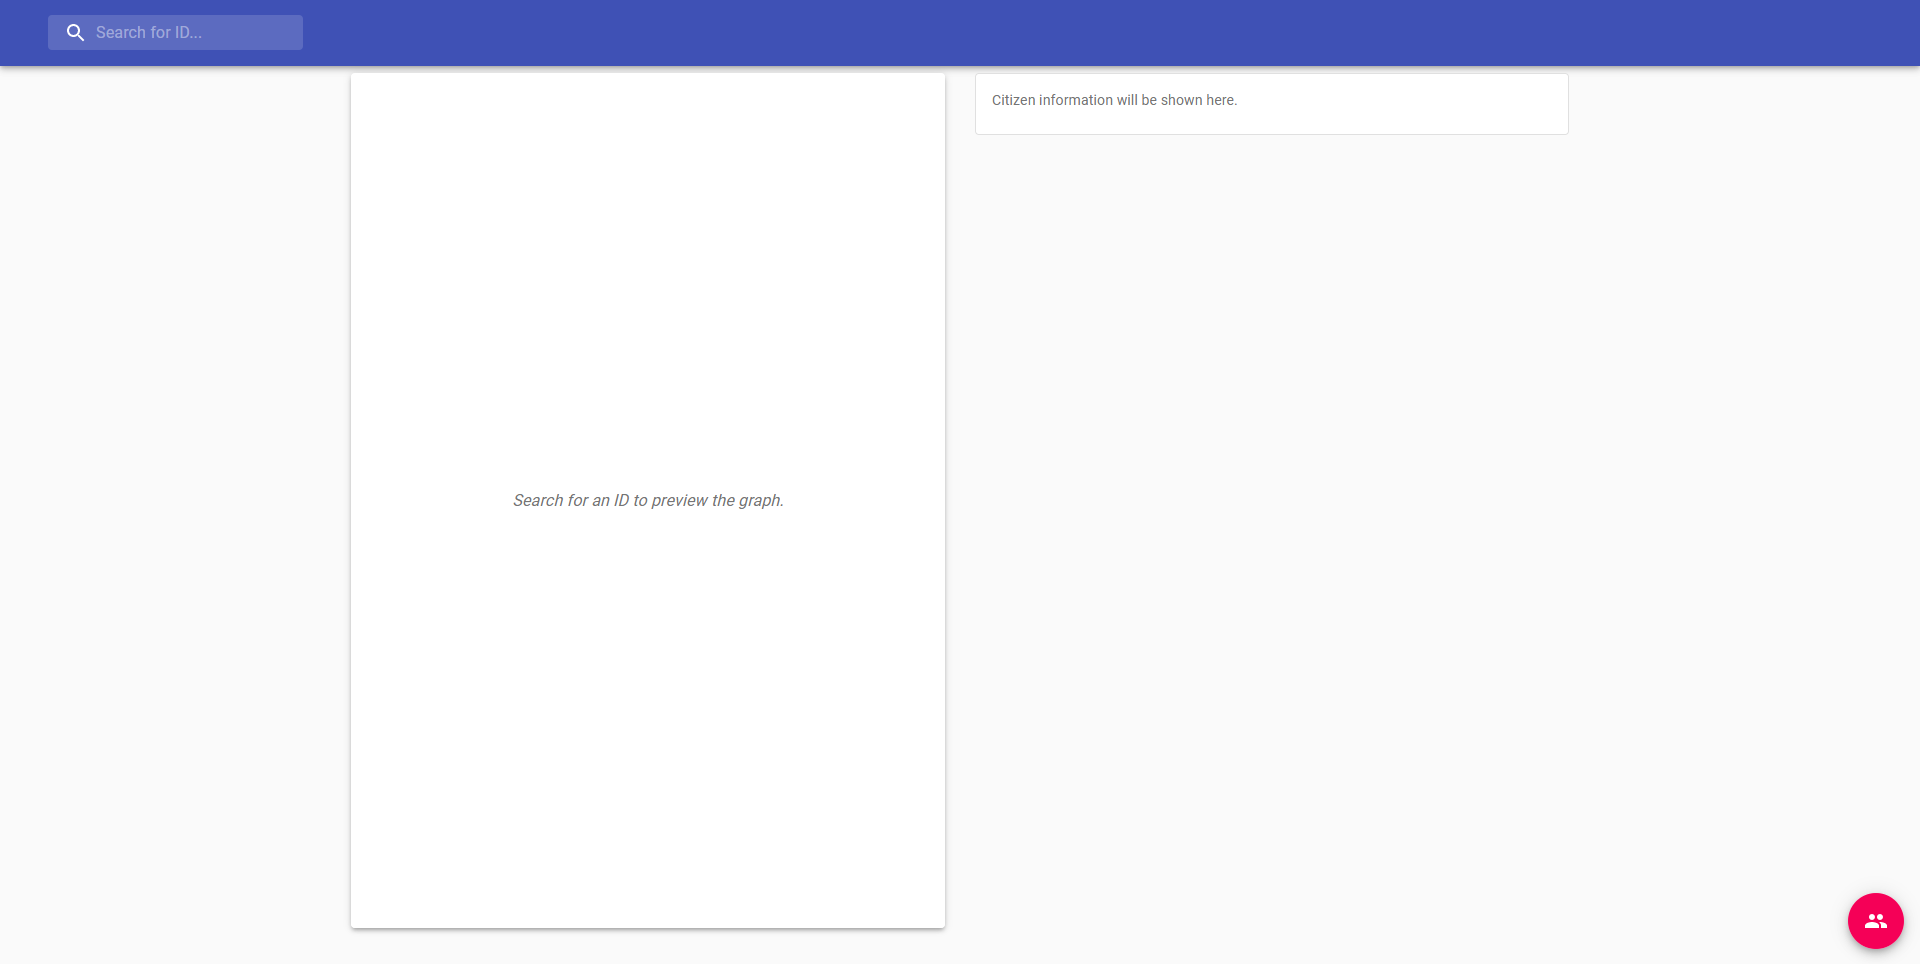 Search for ID...
Citizen information will be shown here.
Search for an ID to preview the graph.